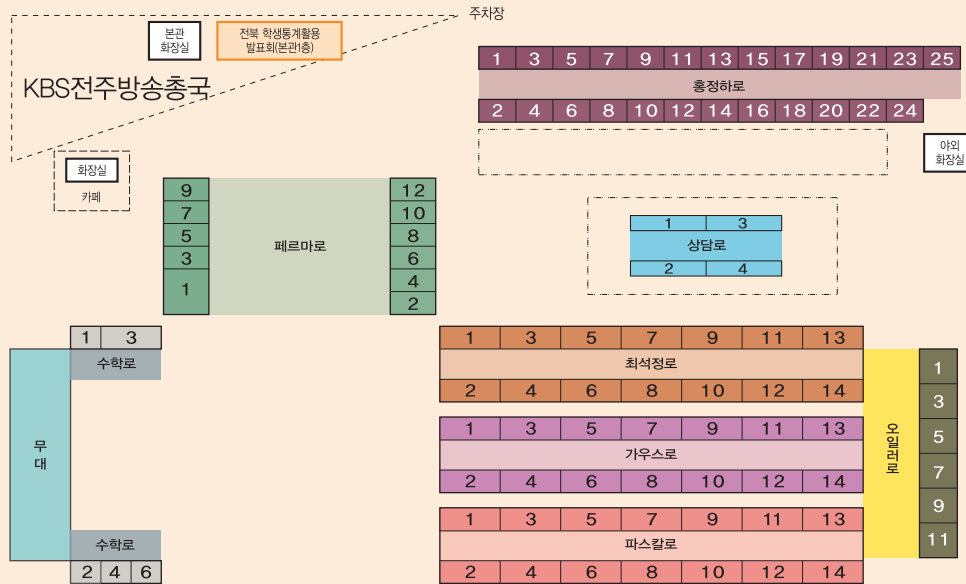 주차장
본관
화장실
전북 학생통계활용
발표회(본관1층)
KBS전주방송총국
1 3 5 7 9 11 13 15 17 19 21 23 25
홍정하로
2 4 6 8 10 12 14 16 18 20 22 24
야외
화장실
화장실
카페
9
7
5
3
1
페르마로
12
10
8
6
4
2
1 3
상담로
2 4
1 3
수학로
무
대
수학로
2 4 6
1 3 5 7 9 11 13
최석정로
2 4 6 8 10 12 14
1 3 5 7 9 11 13
가우스로
2 4 6 8 10 12 14
1 3 5 7 9 11 13
파스칼로
2 4 6 8 10 12 14
오
일
러
로
1
3
5
7
9
11